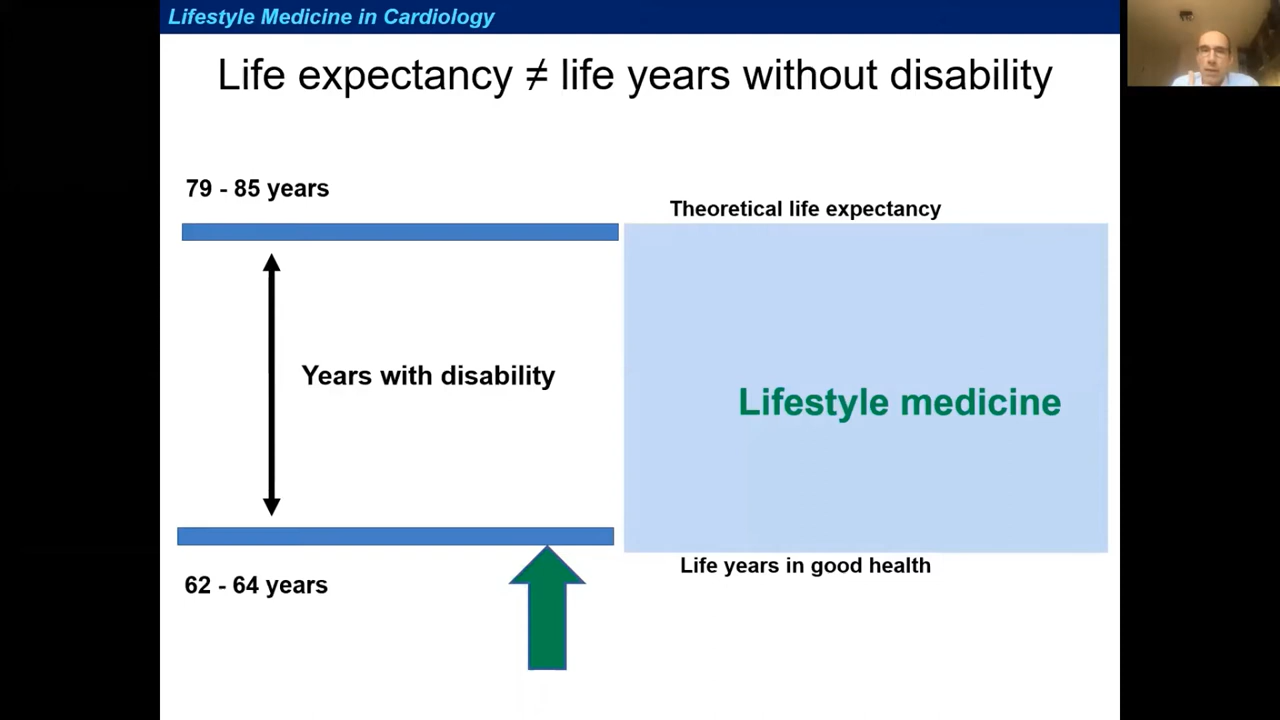 Lifestyle Medicine in Cardiology
Life expectancy ≠ life years without disability
79 - 85 years
Theoretical life expectancy
Years with disability
Lifestyle medicine
Life years in good health
62 - 64 years